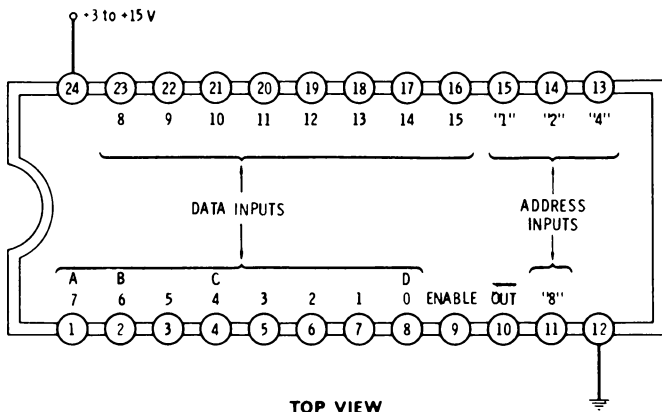 +3 to +15 V
24 23 22 21 20 19 18 17 16 15 14 13
8 9 10 11 12 13 14 15 "1" "2" "4"
DATA INPUTS
ADDRESS
INPUTS
A B C D
7 6 5 4 3 2 1 0 ENABLE OUT "8"
1 2 3 4 5 6 7 8 9 10 11 12
TOP VIEW